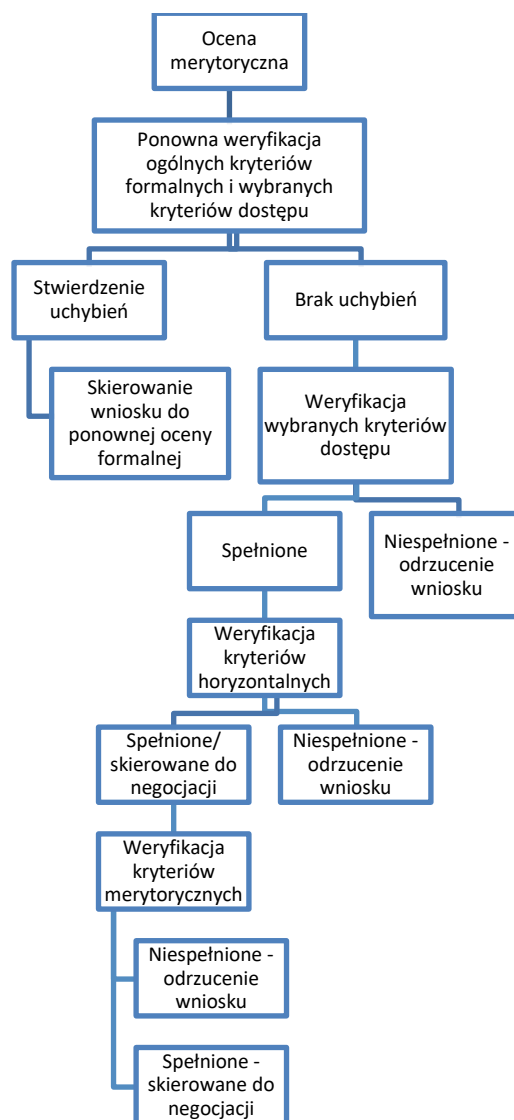 Ocena
merytoryczna
Ponowna weryfikacja
ogólnych kryteriów
formalnych i wybranych
kryteriów dostępu
Stwierdzenie
uchybień
Brak uchybień
Skierowanie
wniosku do
ponownej oceny
formalnej
Weryfikacja
wybranych kryteriów
dostępu
Spełnione
Niespełnione -
odrzucenie
wniosku
Weryfikacja
kryteriów
horyzontalnych
Spełnione/
skierowane do
negocjacji
Niespełnione -
odrzucenie
wniosku
Weryfikacja
kryteriów
merytorycznych
Niespełnione -
odrzucenie
wniosku
Spełnione -
skierowane do
negocjacji